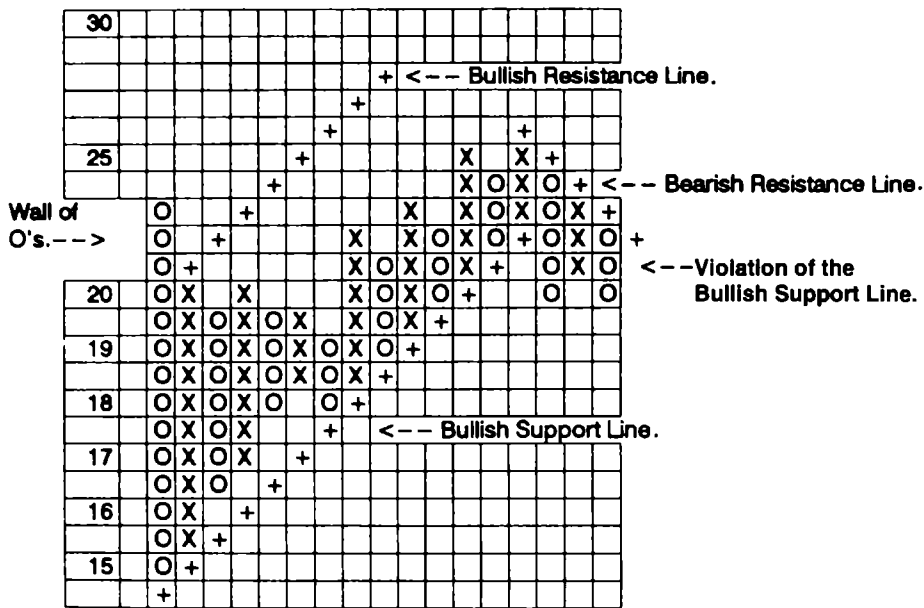 30
+ <-- Bullish Resistance Line.
+
+ +
25 + X X +
+ X O X O + <-- Bearish Resistance Line.
Wall of O + X X O X O X +
O's.--> O + X X O X O + O X O +
O + X O X O X + O X O <--Violation of the
20 O X X X O X O + O O Bullish Support Line.
O X O X O X X O X +
19 O X O X O X O X O +
O X O X O X O X +
18 O X O X O O +
O X O X + <-- Bullish Support Line.
17 O X O X +
O X O +
16 O X +
O X +
15 O +
+